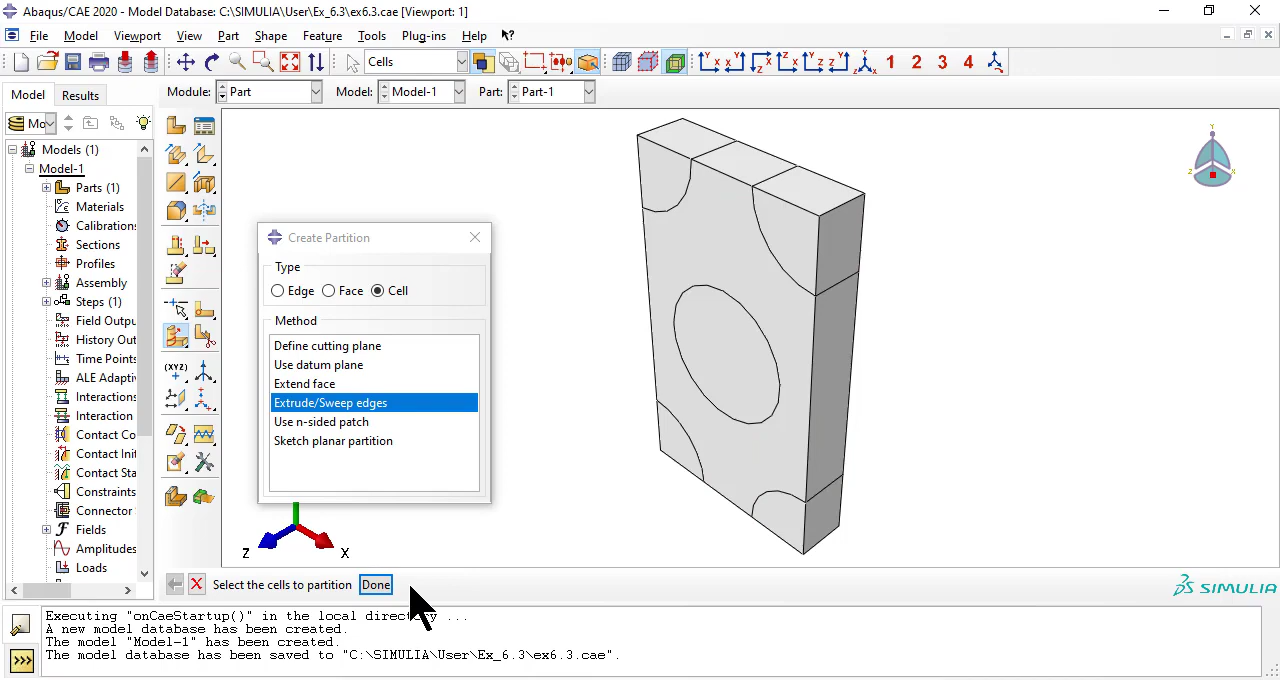 Abaqus/CAE 2020 - Model Database: C:\SIMULIA\User\Ex_6.3\ex6.3.cae [Viewport: 1]
File Model Viewport View Part Shape Feature Tools Plug-ins Help
Cells 1 2 3 4
Model Results Module: Part Model: Model-1 Part: Part-1
Mo
Models (1)
Model-1
Parts (1)
Materials
Calibrations
Sections
Profiles
Assembly
Steps (1)
Field Outpu
History Out
Time Points
ALE Adaptiv
Interactions
Interaction
Contact Co
Contact Init
Contact Sta
Constraints
Connector
Fields
Amplitudes
Loads
(XYZ)
Create Partition
Type
Edge Face Cell
Method
Define cutting plane
Use datum plane
Extend face
Extrude/Sweep edges
Use n-sided patch
Sketch planar partition
Y
Z X
Z X
Select the cells to partition Done
SIMULIA
Executing "onCaeStartup()" in the local directory ...
A new model database has been created.
The model "Model-1" has been created.
The model database has been saved to "C:\SIMULIA\User\Ex_6.3\ex6.3.cae".
>>>